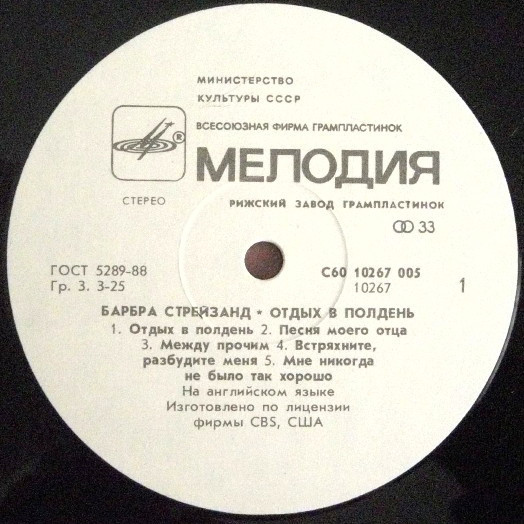 МИНИСТЕРСТВО
КУЛЬТУРЫ СССР
ВСЕСОЮЗНАЯ ФИРМА ГРАМПЛАСТИНОК
®
МЕЛОДИЯ
СТЕРЕО
РИЖСКИЙ ЗАВОД ГРАМПЛАСТИНОК
33
ГОСТ 5289-88
С60 10267 005
Гр. 3. 3-25
10267
1
БАРБРА СТРЕЙЗАНД * ОТДЫХ В ПОЛДЕНЬ
1. Отдых в полдень 2. Песня моего отца
3. Между прочим 4. Встряхните,
разбудите меня 5. Мне никогда
не было так хорошо
На английском языке
Изготовлено по лицензии
фирмы CBS, США